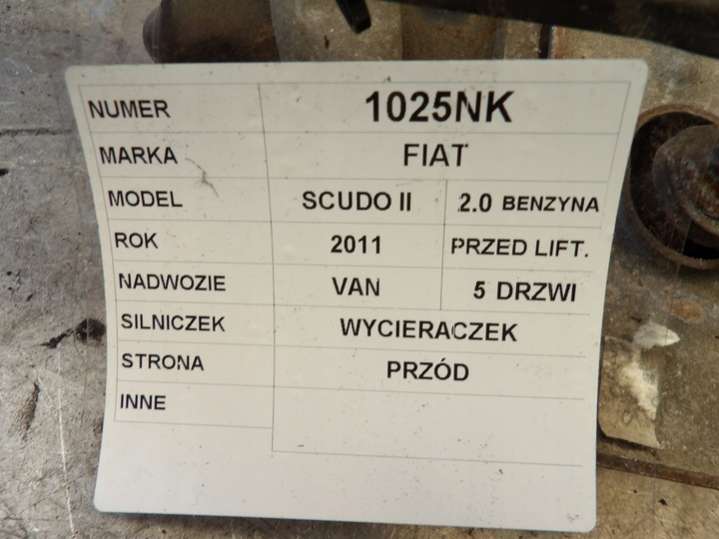 NUMER 1025NK
MARKA FIAT
MODEL SCUDO II 2.0 BENZYNA
ROK 2011 PRZED LIFT.
NADWOZIE VAN 5 DRZWI
SILNICZEK WYCIERACZEK
STRONA PRZÓD
INNE